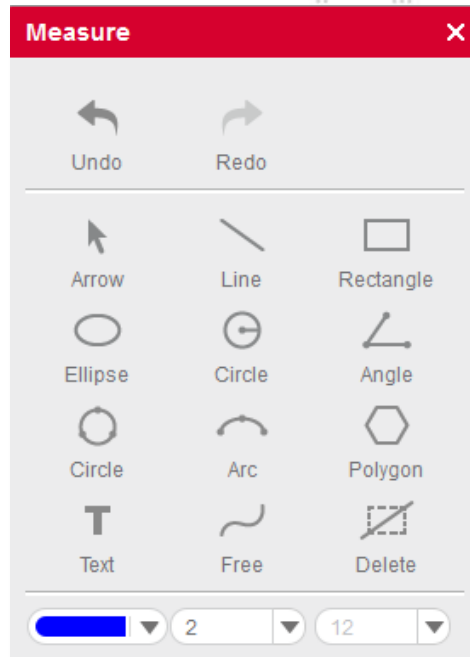 Measure
Undo Redo
Arrow Line Rectangle
Ellipse Circle Angle
Circle Arc Polygon
Text Free Delete
2 12